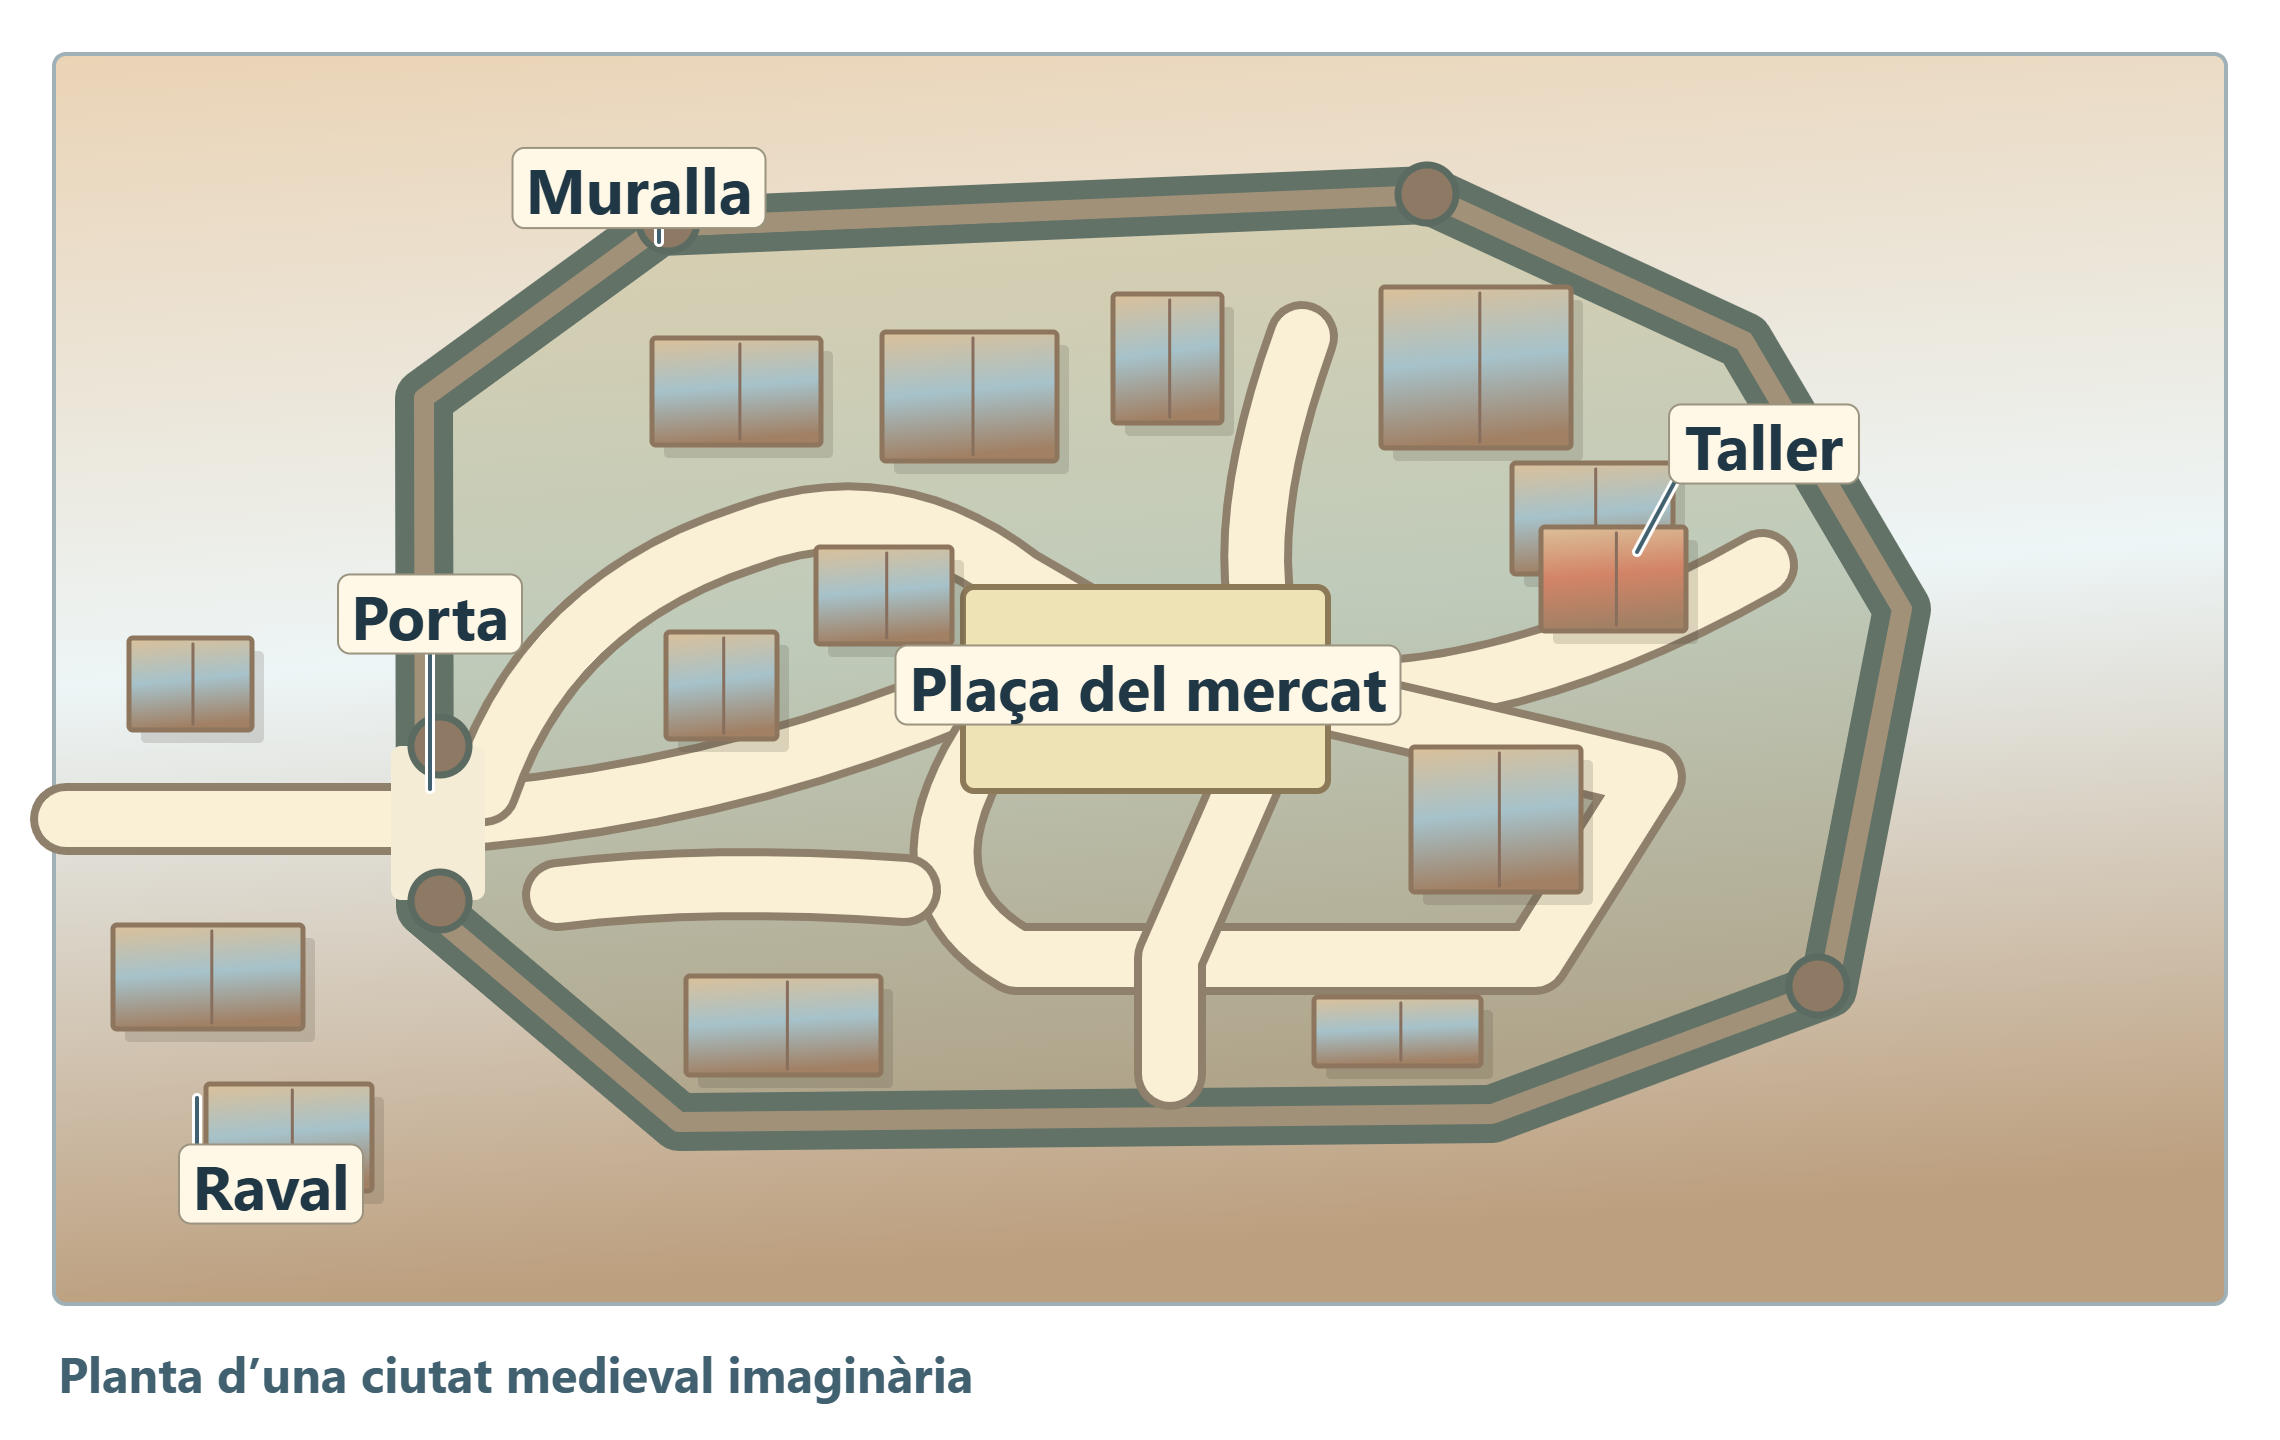 Muralla
Taller
Porta
Plaça del mercat
Raval
Planta d’una ciutat medieval imaginària